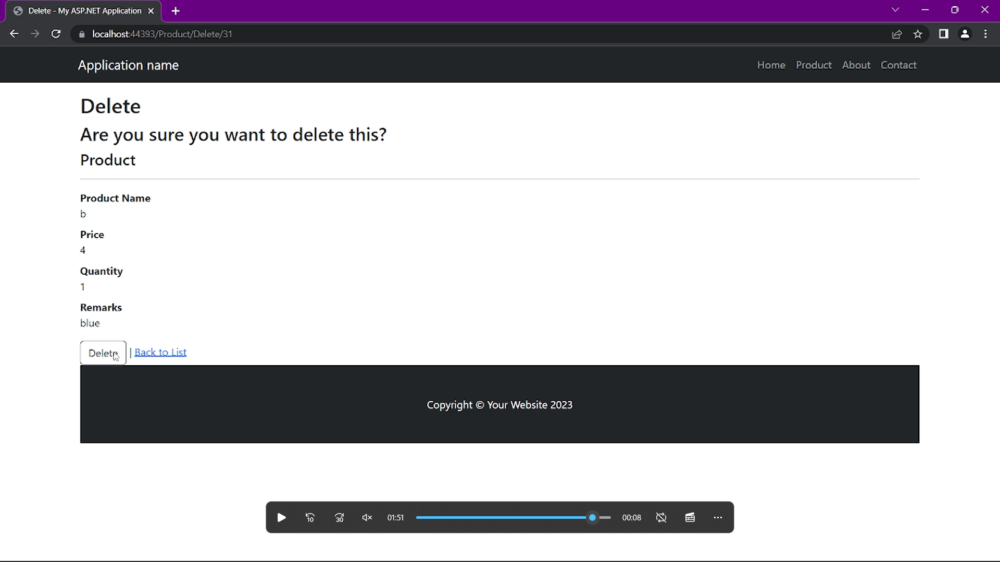 Delete - My ASP.NET Application
localhost:44393/Product/Delete/31
Application name
Home Product About Contact
Delete
Are you sure you want to delete this?
Product
Product Name
b
Price
4
Quantity
1
Remarks
blue
Delete | Back to List
Copyright © Your Website 2023
10 30 01:51 00:08